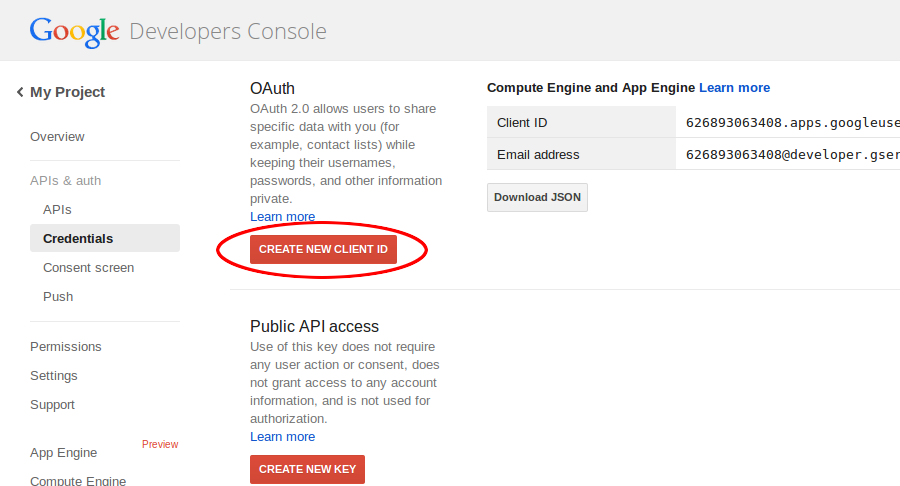 Google Developers Console
My Project
Overview
APIs & auth
APIs
Credentials
Consent screen
Push
Permissions
Settings
Support
App Engine
Preview
Compute Engine
OAuth
OAuth 2.0 allows users to share
specific data with you (for
example, contact lists) while
keeping their usernames,
passwords, and other information
private.
Learn more
CREATE NEW CLIENT ID
Compute Engine and App Engine Learn more
Client ID 626893063408.apps.googleuse
Email address 626893063408@developer.gser
Download JSON
Public API access
Use of this key does not require
any user action or consent, does
not grant access to any account
information, and is not used for
authorization.
Learn more
CREATE NEW KEY